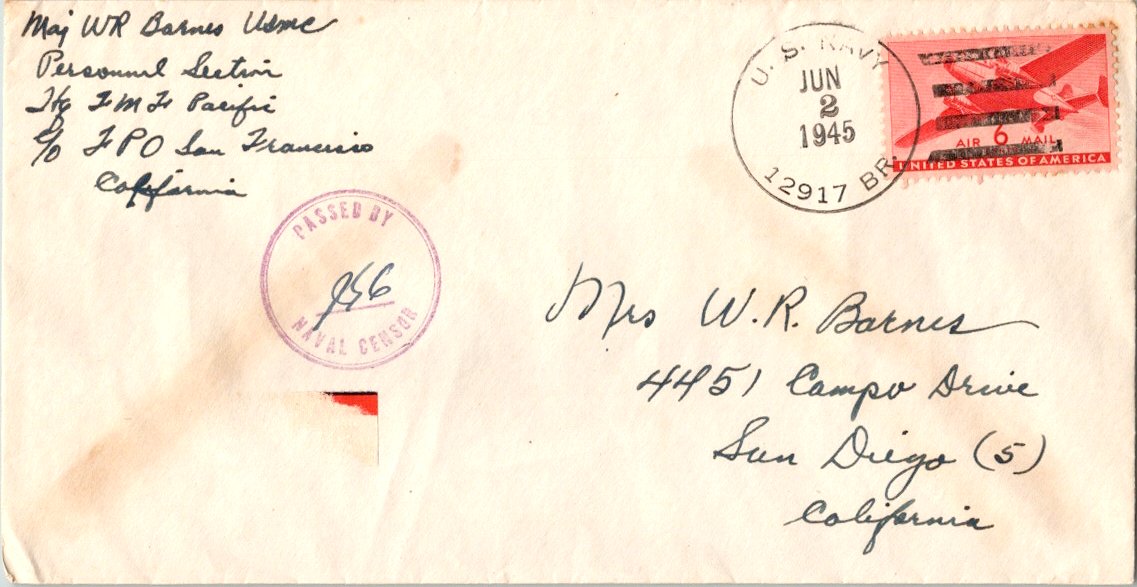 Maj WR Barnes USMC
Personnel Section
Hq FMF Pacific
c/o FPO San Francisco
California
U. S. NAVY
JUN
2
1945
12917 BR.
AIR 6 MAIL
UNITED STATES OF AMERICA
PASSED BY
NAVAL CENSOR
Mrs W.R. Barnes
4451 Campo Drive
San Diego (5)
California